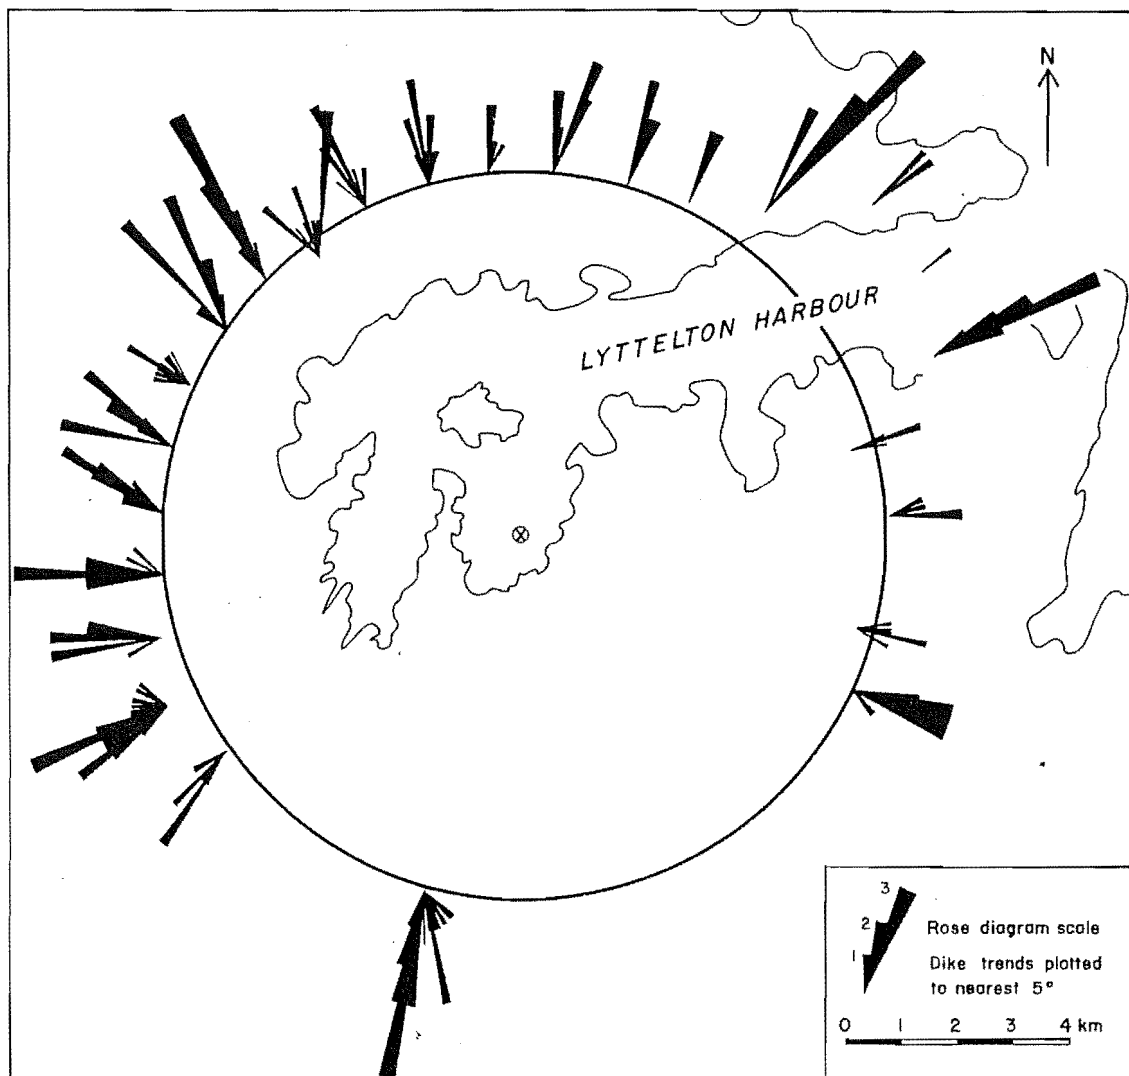 N
LYTTELTON HARBOUR
3
2
1
Rose diagram scale
Dike trends plotted
to nearest 5°
0 1 2 3 4 km